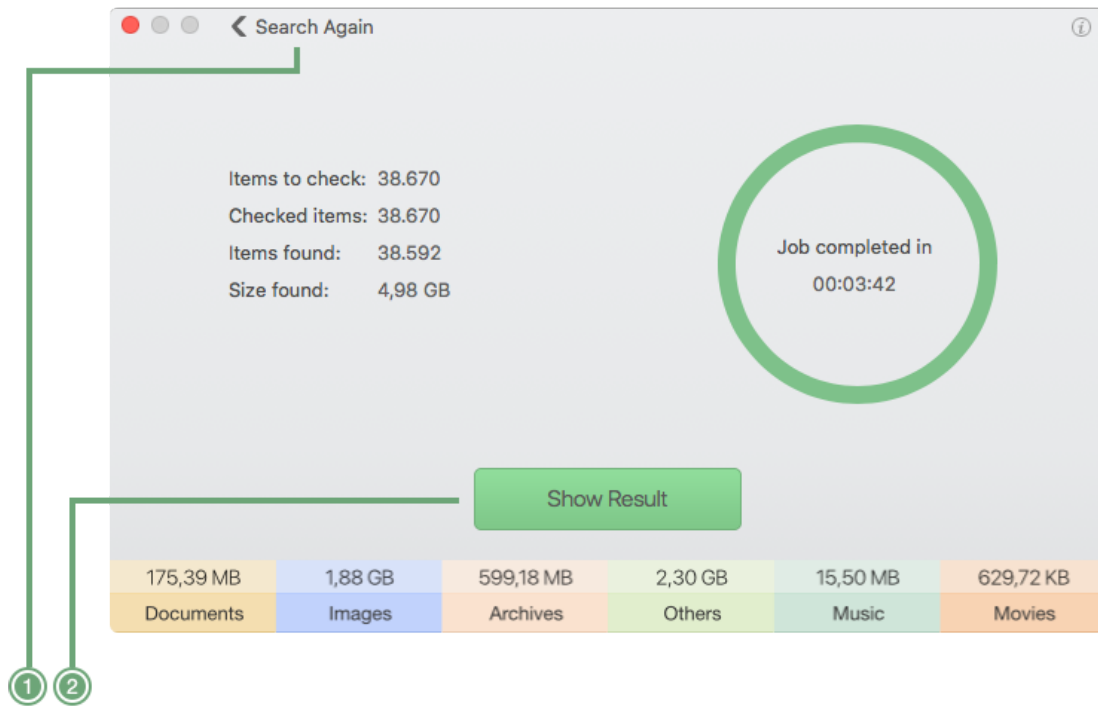 Search Again
Items to check: 38.670
Checked items: 38.670
Items found: 38.592
Size found: 4,98 GB
Job completed in
00:03:42
Show Result
175,39 MB 1,88 GB 599,18 MB 2,30 GB 15,50 MB 629,72 KB
Documents Images Archives Others Music Movies
1 2